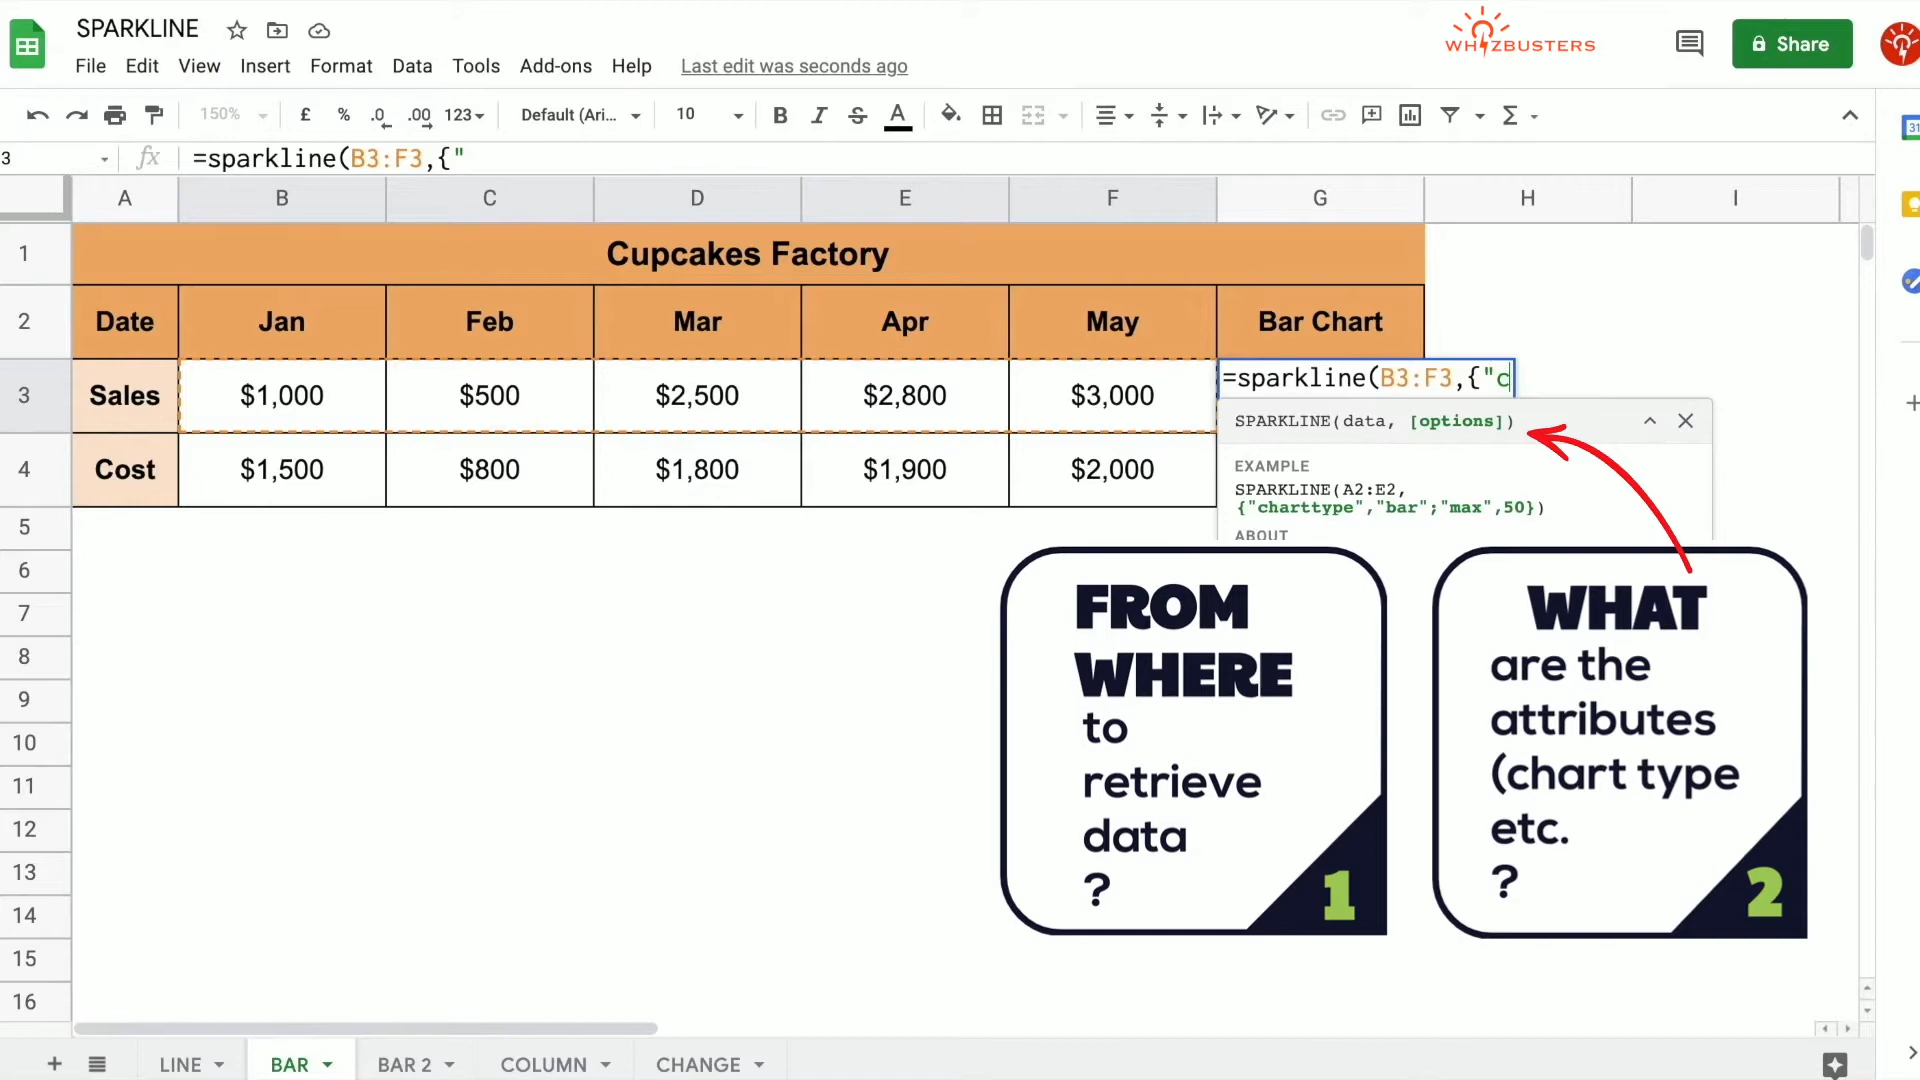 SPARKLINE
WHIZBUSTERS
Share
File Edit View Insert Format Data Tools Add-ons Help Last edit was seconds ago
150% £ % .0 .00 123 Default (Ari... 10 B I S A
31
3 fx =sparkline(B3:F3,{"
A B C D E F G H I
1 Cupcakes Factory
2 Date Jan Feb Mar Apr May Bar Chart
3 Sales $1,000 $500 $2,500 $2,800 $3,000 =sparkline(B3:F3,{"c
SPARKLINE(data, [options])
4 Cost $1,500 $800 $1,800 $1,900 $2,000
EXAMPLE
SPARKLINE(A2:E2,
{"charttype","bar";"max",50})
ABOUT
5
6
7
8
9
10
11
12
13
14
15
16
FROM
WHERE
to
retrieve
data
?
1
WHAT
are the
attributes
(chart type
etc.
?
2
LINE BAR BAR 2 COLUMN CHANGE